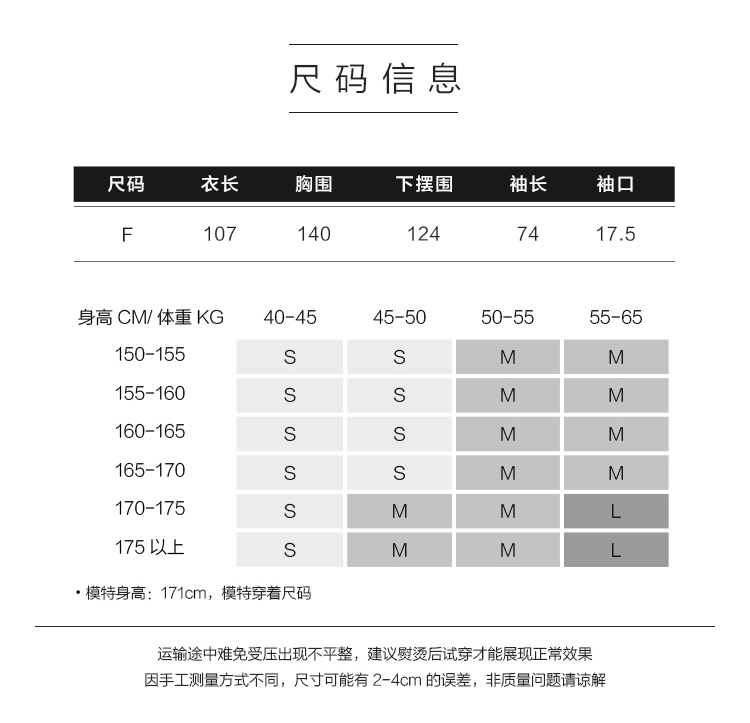 尺码信息
尺码 衣长 胸围 下摆围 袖长 袖口
F 107 140 124 74 17.5
身高 CM/ 体重 KG 40-45 45-50 50-55 55-65
150-155 S S M M
155-160 S S M M
160-165 S S M M
165-170 S S M M
170-175 S M M L
175 以上 S M M L
• 模特身高：171cm，模特穿着尺码
运输途中难免受压出现不平整，建议熨烫后试穿才能展现正常效果
因手工测量方式不同，尺寸可能有 2-4cm 的误差，非质量问题请谅解